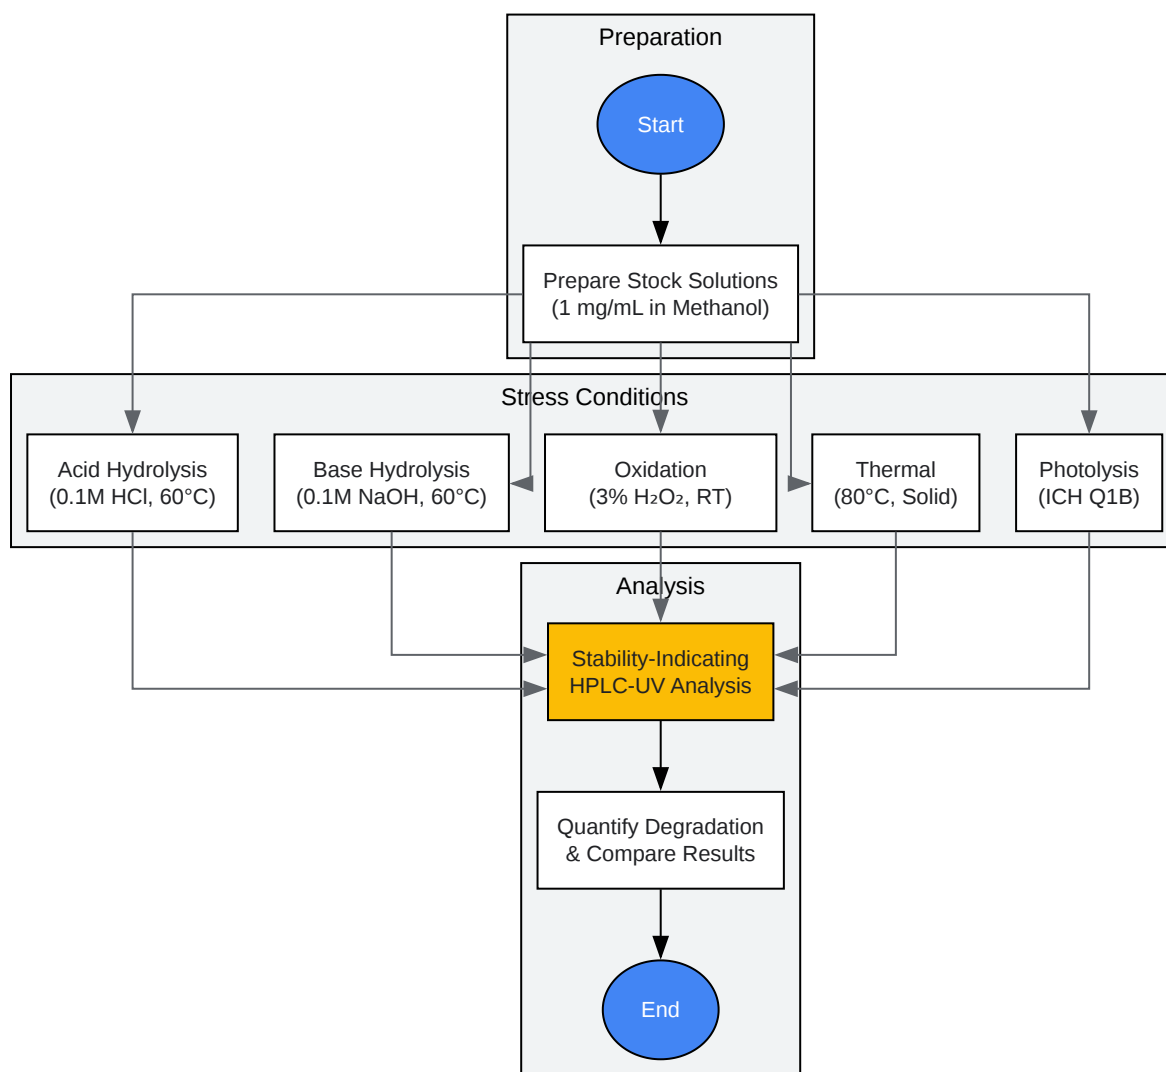 Preparation
Start
Prepare Stock Solutions
(1 mg/mL in Methanol)
Stress Conditions
Acid Hydrolysis
(0.1M HCl, 60°C)
Base Hydrolysis
(0.1M NaOH, 60°C)
Oxidation
(3% H₂O₂, RT)
Thermal
(80°C, Solid)
Photolysis
(ICH Q1B)
Analysis
Stability-Indicating
HPLC-UV Analysis
Quantify Degradation
& Compare Results
End